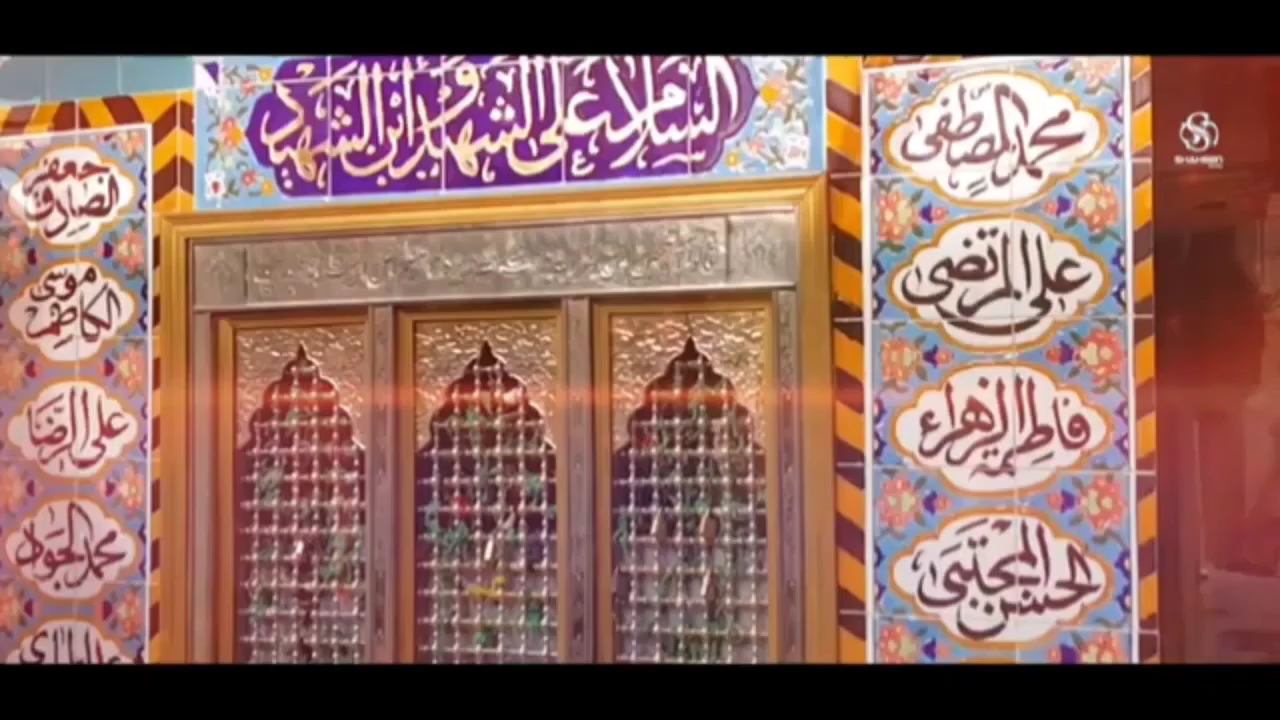 السلام على الشهيد وابن الشهيد
محمد المصطفى ص
علي المرتضى
فاطمة الزهراء
الحسن المجتبى
جعفر الصادق
موسى الكاظم
علي الرضا
محمد الجواد